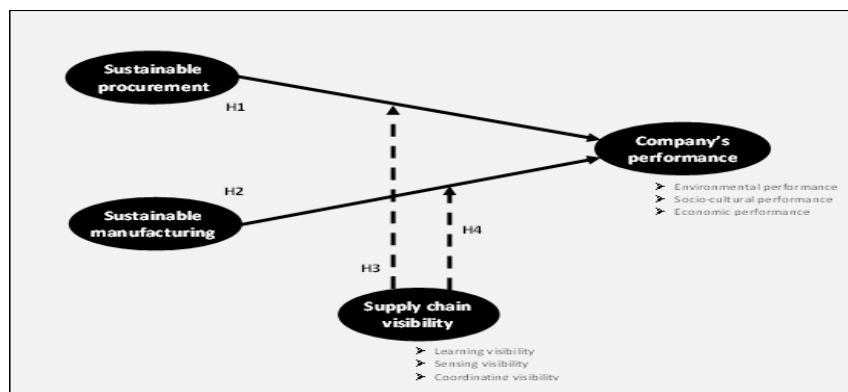 Sustainable
procurement
H1
Company's
performance
Environmental performance
Socio-cultural performance
Economic performance
H2
Sustainable
manufacturing
H4
H3
Supply chain
visibility
Learning visibility
Sensing visibility
Coordinating visibility